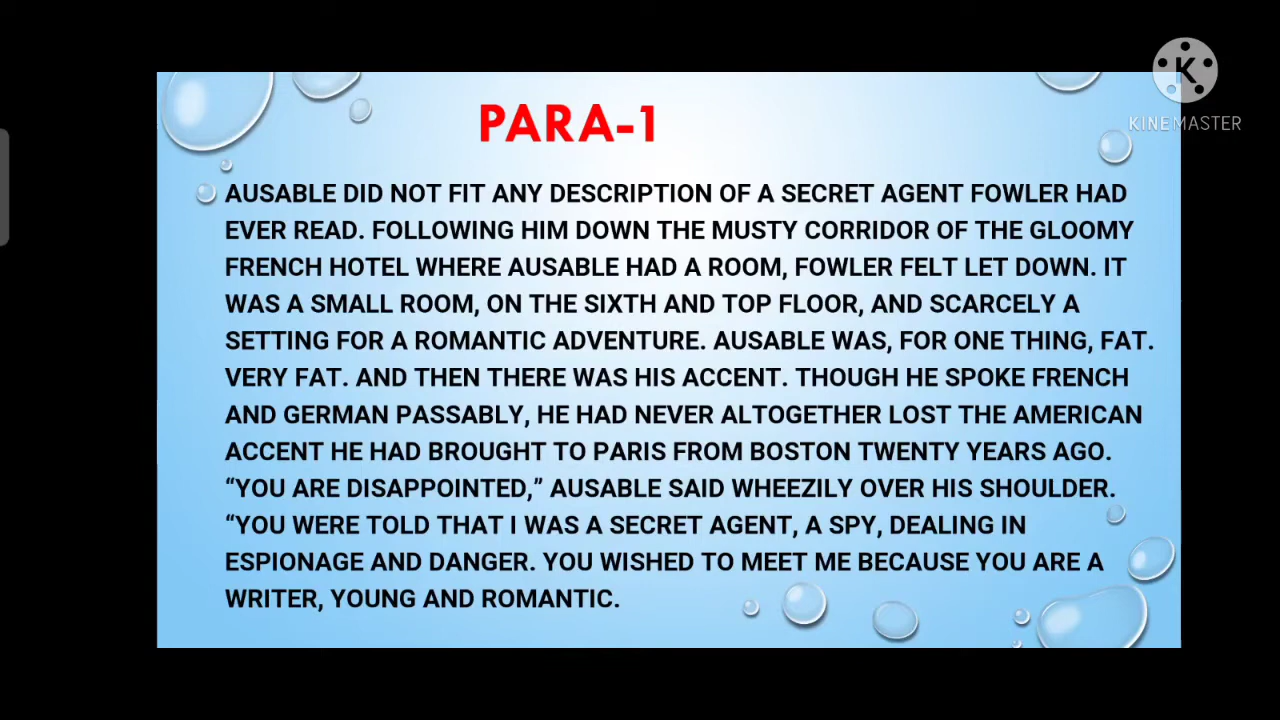 K
KINEMASTER
PARA-1
AUSABLE DID NOT FIT ANY DESCRIPTION OF A SECRET AGENT FOWLER HAD
EVER READ. FOLLOWING HIM DOWN THE MUSTY CORRIDOR OF THE GLOOMY
FRENCH HOTEL WHERE AUSABLE HAD A ROOM, FOWLER FELT LET DOWN. IT
WAS A SMALL ROOM, ON THE SIXTH AND TOP FLOOR, AND SCARCELY A
SETTING FOR A ROMANTIC ADVENTURE. AUSABLE WAS, FOR ONE THING, FAT.
VERY FAT. AND THEN THERE WAS HIS ACCENT. THOUGH HE SPOKE FRENCH
AND GERMAN PASSABLY, HE HAD NEVER ALTOGETHER LOST THE AMERICAN
ACCENT HE HAD BROUGHT TO PARIS FROM BOSTON TWENTY YEARS AGO.
“YOU ARE DISAPPOINTED,” AUSABLE SAID WHEEZILY OVER HIS SHOULDER.
“YOU WERE TOLD THAT I WAS A SECRET AGENT, A SPY, DEALING IN
ESPIONAGE AND DANGER. YOU WISHED TO MEET ME BECAUSE YOU ARE A
WRITER, YOUNG AND ROMANTIC.